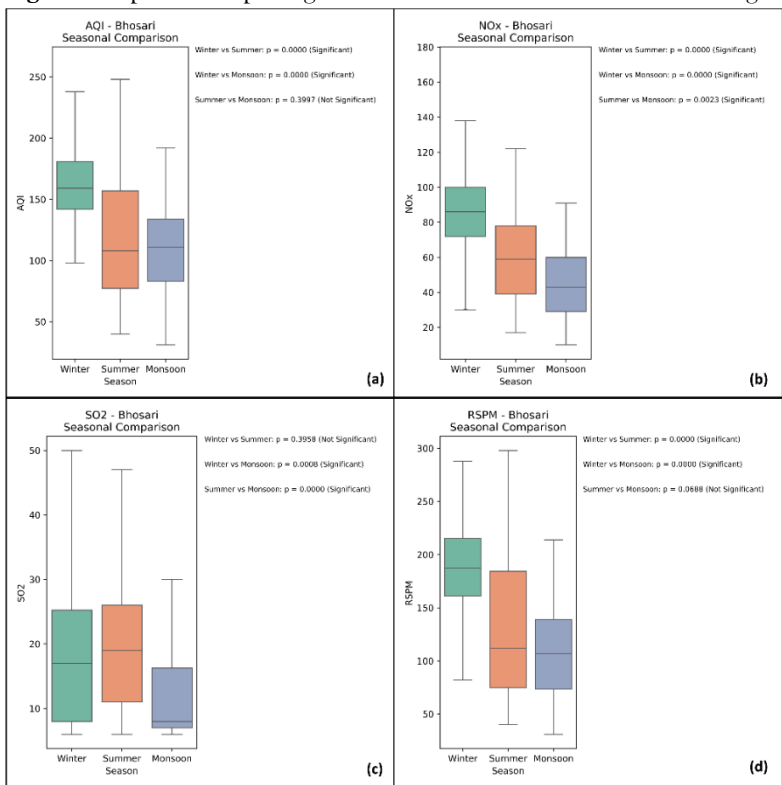 AQI - Bhosari
Seasonal Comparison
Winter vs Summer: p = 0.0000 (Significant)
Winter vs Monsoon: p = 0.0000 (Significant)
Summer vs Monsoon: p = 0.3997 (Not Significant)
250
200
150
100
50
AQI
Winter
Summer
Monsoon
Season
(a)
NOx - Bhosari
Seasonal Comparison
Winter vs Summer: p = 0.0000 (Significant)
Winter vs Monsoon: p = 0.0000 (Significant)
Summer vs Monsoon: p = 0.0023 (Significant)
180
160
140
120
100
80
60
40
20
NOx
Winter
Summer
Monsoon
Season
(b)
SO2 - Bhosari
Seasonal Comparison
Winter vs Summer: p = 0.3958 (Not Significant)
Winter vs Monsoon: p = 0.0008 (Significant)
Summer vs Monsoon: p = 0.0000 (Significant)
50
40
30
20
10
SO2
Winter
Summer
Monsoon
Season
(c)
RSPM - Bhosari
Seasonal Comparison
Winter vs Summer: p = 0.0000 (Significant)
Winter vs Monsoon: p = 0.0000 (Significant)
Summer vs Monsoon: p = 0.0688 (Not Significant)
300
250
200
150
100
50
RSPM
Winter
Summer
Monsoon
Season
(d)